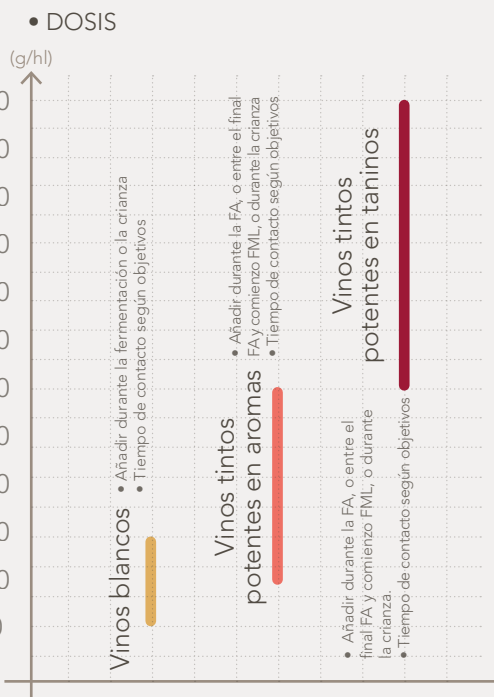 • DOSIS
(g/hl)
Vinos blancos
• Añadir durante la fermentación o la crianza
• Tiempo de contacto según objetivos
Vinos tintos
potentes en aromas
• Añadir durante la FA, o entre el final
FA y comienzo FML, o durante la crianza
• Tiempo de contacto según objetivos
Vinos tintos
potentes en taninos
• Añadir durante la FA, o entre el
final FA y comienzo FML, o durante
la crianza.
• Tiempo de contacto según objetivos